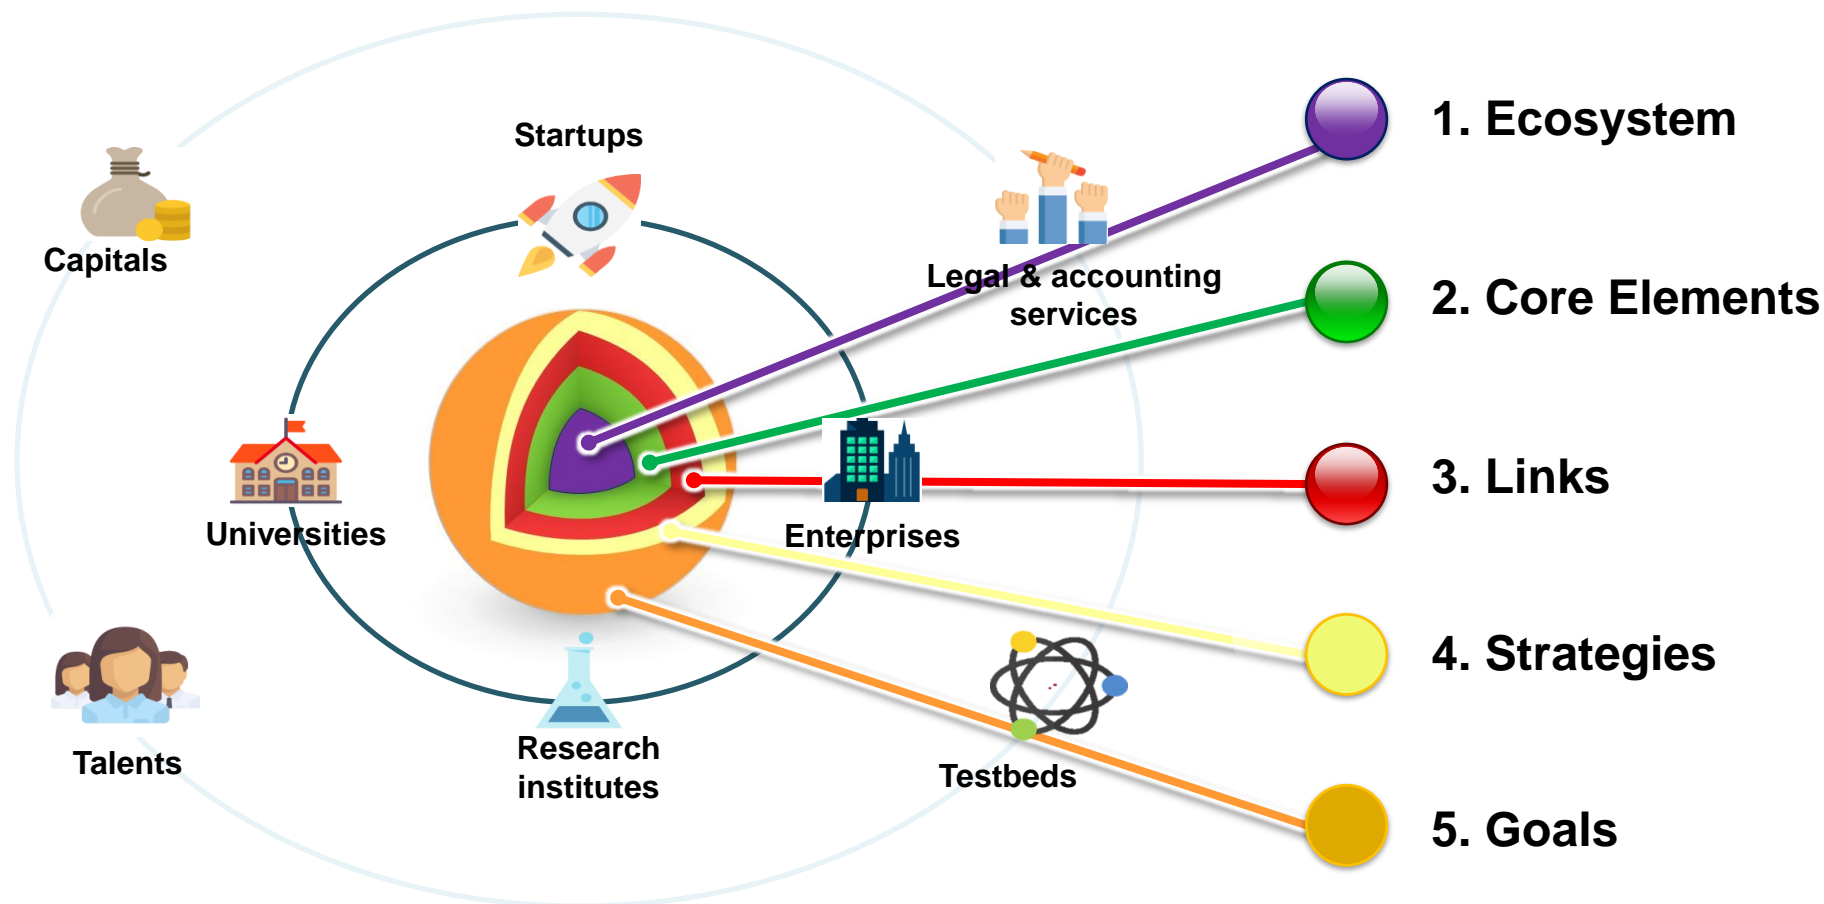 Startups
Capitals
Legal & accounting
services
Universities
Enterprises
Talents
Research
institutes
Testbeds
1. Ecosystem
2. Core Elements
3. Links
4. Strategies
5. Goals